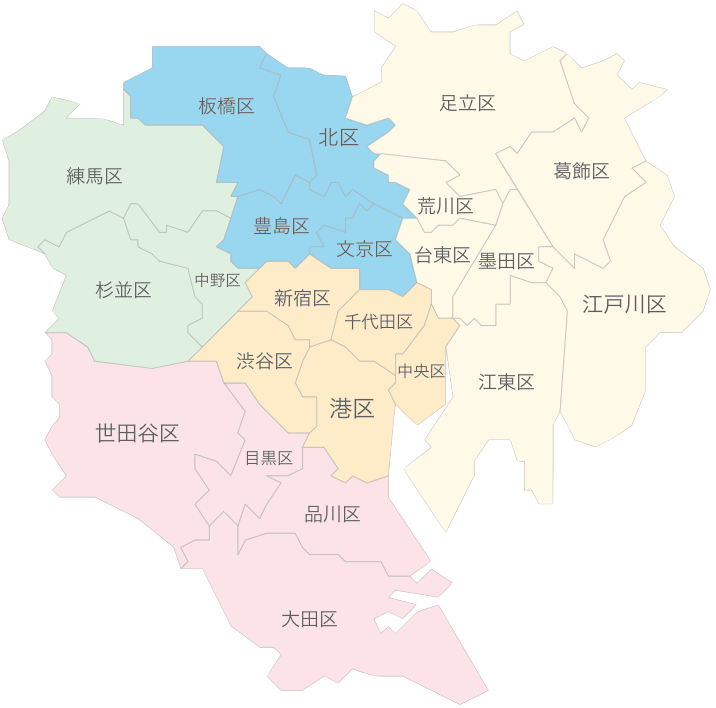 足立区
板橋区
北区
葛飾区
練馬区
荒川区
豊島区
文京区
台東区
墨田区
中野区
杉並区
新宿区
江戸川区
千代田区
渋谷区
中央区
江東区
港区
世田谷区
目黒区
品川区
大田区